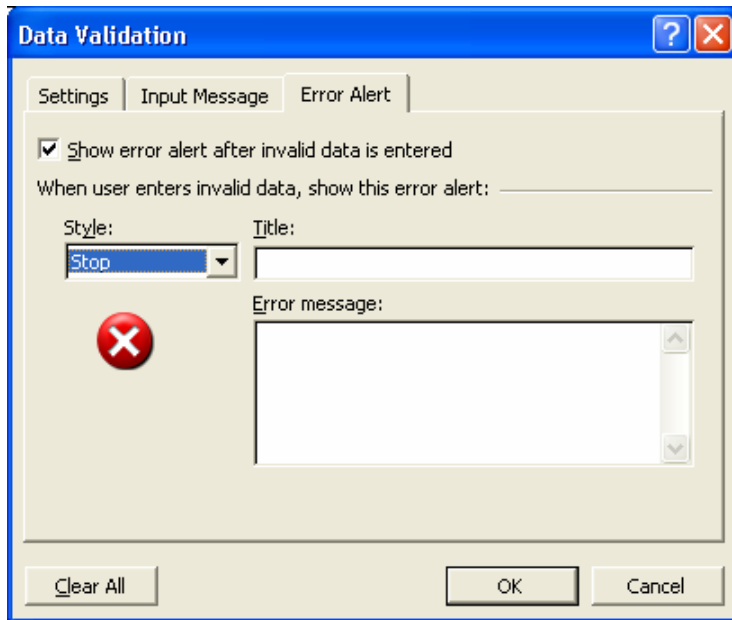 Data Validation
Settings Input Message Error Alert
Show error alert after invalid data is entered
When user enters invalid data, show this error alert:
Style: Title:
Stop
Error message:
Clear All OK Cancel